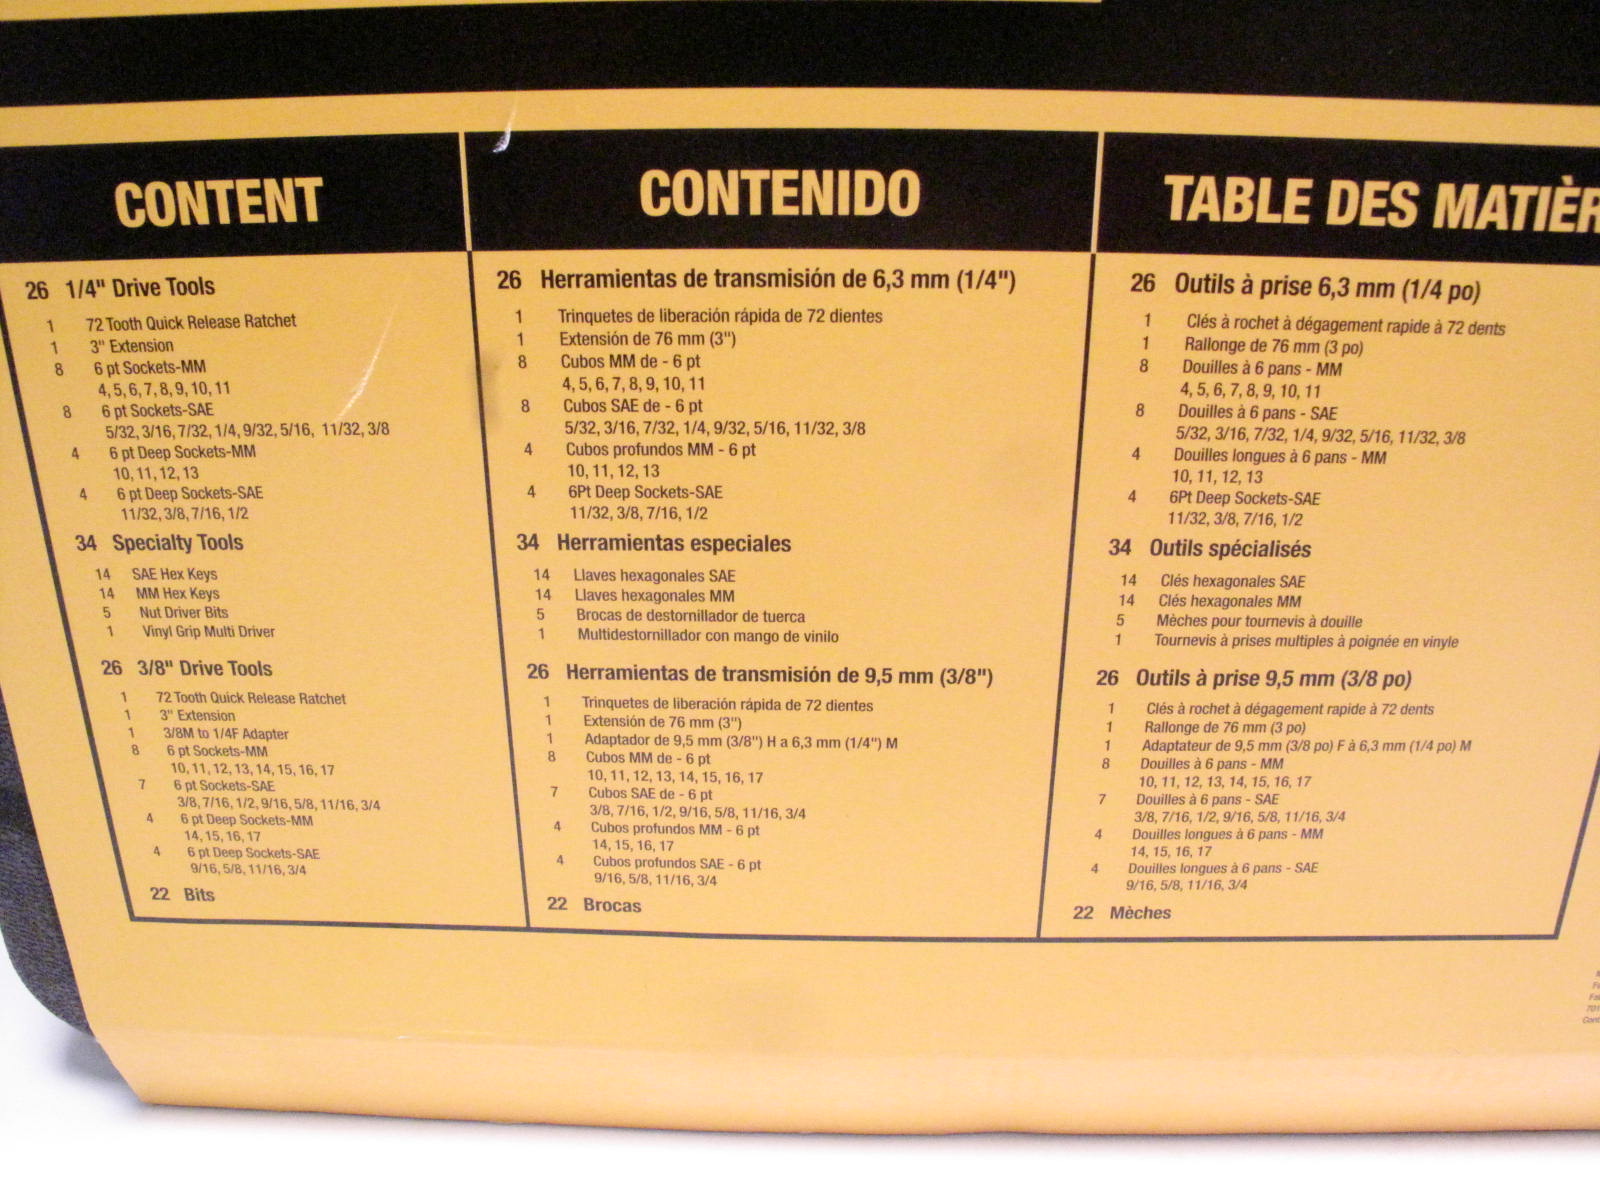 CONTENT
26 1/4" Drive Tools
1 72 Tooth Quick Release Ratchet
1 3" Extension
8 6 pt Sockets-MM
4, 5, 6, 7, 8, 9, 10, 11
8 6 pt Sockets-SAE
5/32, 3/16, 7/32, 1/4, 9/32, 5/16, 11/32, 3/8
4 6 pt Deep Sockets-MM
10, 11, 12, 13
4 6 pt Deep Sockets-SAE
11/32, 3/8, 7/16, 1/2
34 Specialty Tools
14 SAE Hex Keys
14 MM Hex Keys
5 Nut Driver Bits
1 Vinyl Grip Multi Driver
26 3/8" Drive Tools
1 72 Tooth Quick Release Ratchet
1 3" Extension
1 3/8M to 1/4F Adapter
8 6 pt Sockets-MM
10, 11, 12, 13, 14, 15, 16, 17
7 6 pt Sockets-SAE
3/8, 7/16, 1/2, 9/16, 5/8, 11/16, 3/4
4 6 pt Deep Sockets-MM
14, 15, 16, 17
4 6 pt Deep Sockets-SAE
9/16, 5/8, 11/16, 3/4
22 Bits
CONTENIDO
26 Herramientas de transmisión de 6,3 mm (1/4")
1 Trinquetes de liberación rápida de 72 dientes
1 Extensión de 76 mm (3")
8 Cubos MM de - 6 pt
4, 5, 6, 7, 8, 9, 10, 11
8 Cubos SAE de - 6 pt
5/32, 3/16, 7/32, 1/4, 9/32, 5/16, 11/32, 3/8
4 Cubos profundos MM - 6 pt
10, 11, 12, 13
4 6Pt Deep Sockets-SAE
11/32, 3/8, 7/16, 1/2
34 Herramientas especiales
14 Llaves hexagonales SAE
14 Llaves hexagonales MM
5 Brocas de destornillador de tuerca
1 Multidestornillador con mango de vinilo
26 Herramientas de transmisión de 9,5 mm (3/8")
1 Trinquetes de liberación rápida de 72 dientes
1 Extensión de 76 mm (3")
1 Adaptador de 9,5 mm (3/8") H a 6,3 mm (1/4") M
8 Cubos MM de - 6 pt
10, 11, 12, 13, 14, 15, 16, 17
7 Cubos SAE de - 6 pt
3/8, 7/16, 1/2, 9/16, 5/8, 11/16, 3/4
4 Cubos profundos MM - 6 pt
14, 15, 16, 17
4 Cubos profundos SAE - 6 pt
9/16, 5/8, 11/16, 3/4
22 Brocas
TABLE DES MATIÈR
26 Outils à prise 6,3 mm (1/4 po)
1 Clés à rochet à dégagement rapide à 72 dents
1 Rallonge de 76 mm (3 po)
8 Douilles à 6 pans - MM
4, 5, 6, 7, 8, 9, 10, 11
8 Douilles à 6 pans - SAE
5/32, 3/16, 7/32, 1/4, 9/32, 5/16, 11/32, 3/8
4 Douilles longues à 6 pans - MM
10, 11, 12, 13
4 6Pt Deep Sockets-SAE
11/32, 3/8, 7/16, 1/2
34 Outils spécialisés
14 Clés hexagonales SAE
14 Clés hexagonales MM
5 Mèches pour tournevis à douille
1 Tournevis à prises multiples à poignée en vinyle
26 Outils à prise 9,5 mm (3/8 po)
1 Clés à rochet à dégagement rapide à 72 dents
1 Rallonge de 76 mm (3 po)
1 Adaptateur de 9,5 mm (3/8 po) F à 6,3 mm (1/4 po) M
8 Douilles à 6 pans - MM
10, 11, 12, 13, 14, 15, 16, 17
7 Douilles à 6 pans - SAE
3/8, 7/16, 1/2, 9/16, 5/8, 11/16, 3/4
4 Douilles longues à 6 pans - MM
14, 15, 16, 17
4 Douilles longues à 6 pans - SAE
9/16, 5/8, 11/16, 3/4
22 Mèches